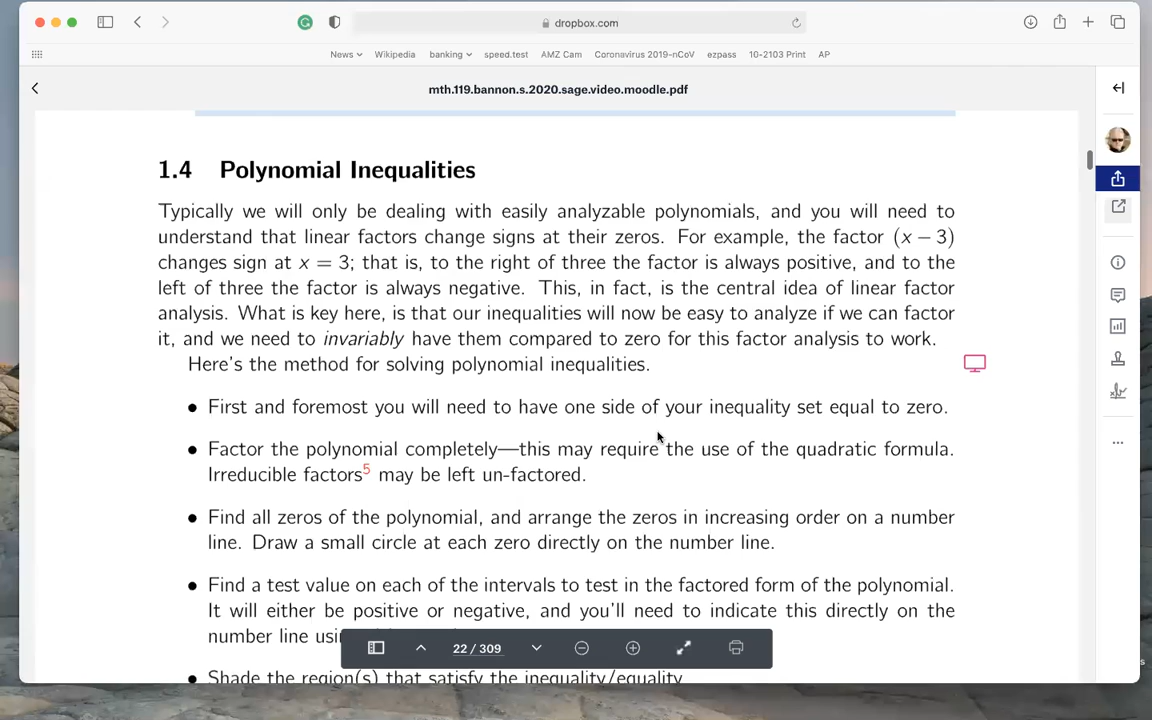 dropbox.com
News
Wikipedia
banking
speed.test
AMZ Cam
Coronavirus 2019-nCoV
ezpass
10-2103 Print
AP
mth.119.bannon.s.2020.sage.video.moodle.pdf
1.4 Polynomial Inequalities
Typically we will only be dealing with easily analyzable polynomials, and you will need to
understand that linear factors change signs at their zeros. For example, the factor (x − 3)
changes sign at x = 3; that is, to the right of three the factor is always positive, and to the
left of three the factor is always negative. This, in fact, is the central idea of linear factor
analysis. What is key here, is that our inequalities will now be easy to analyze if we can factor
it, and we need to invariably have them compared to zero for this factor analysis to work.
Here's the method for solving polynomial inequalities.
● First and foremost you will need to have one side of your inequality set equal to zero.
● Factor the polynomial completely—this may require the use of the quadratic formula.
Irreducible factors5 may be left un-factored.
● Find all zeros of the polynomial, and arrange the zeros in increasing order on a number
line. Draw a small circle at each zero directly on the number line.
● Find a test value on each of the intervals to test in the factored form of the polynomial.
It will either be positive or negative, and you'll need to indicate this directly on the
number line
22 / 309
● Shade the region(s) that satisfy the inequality/equality